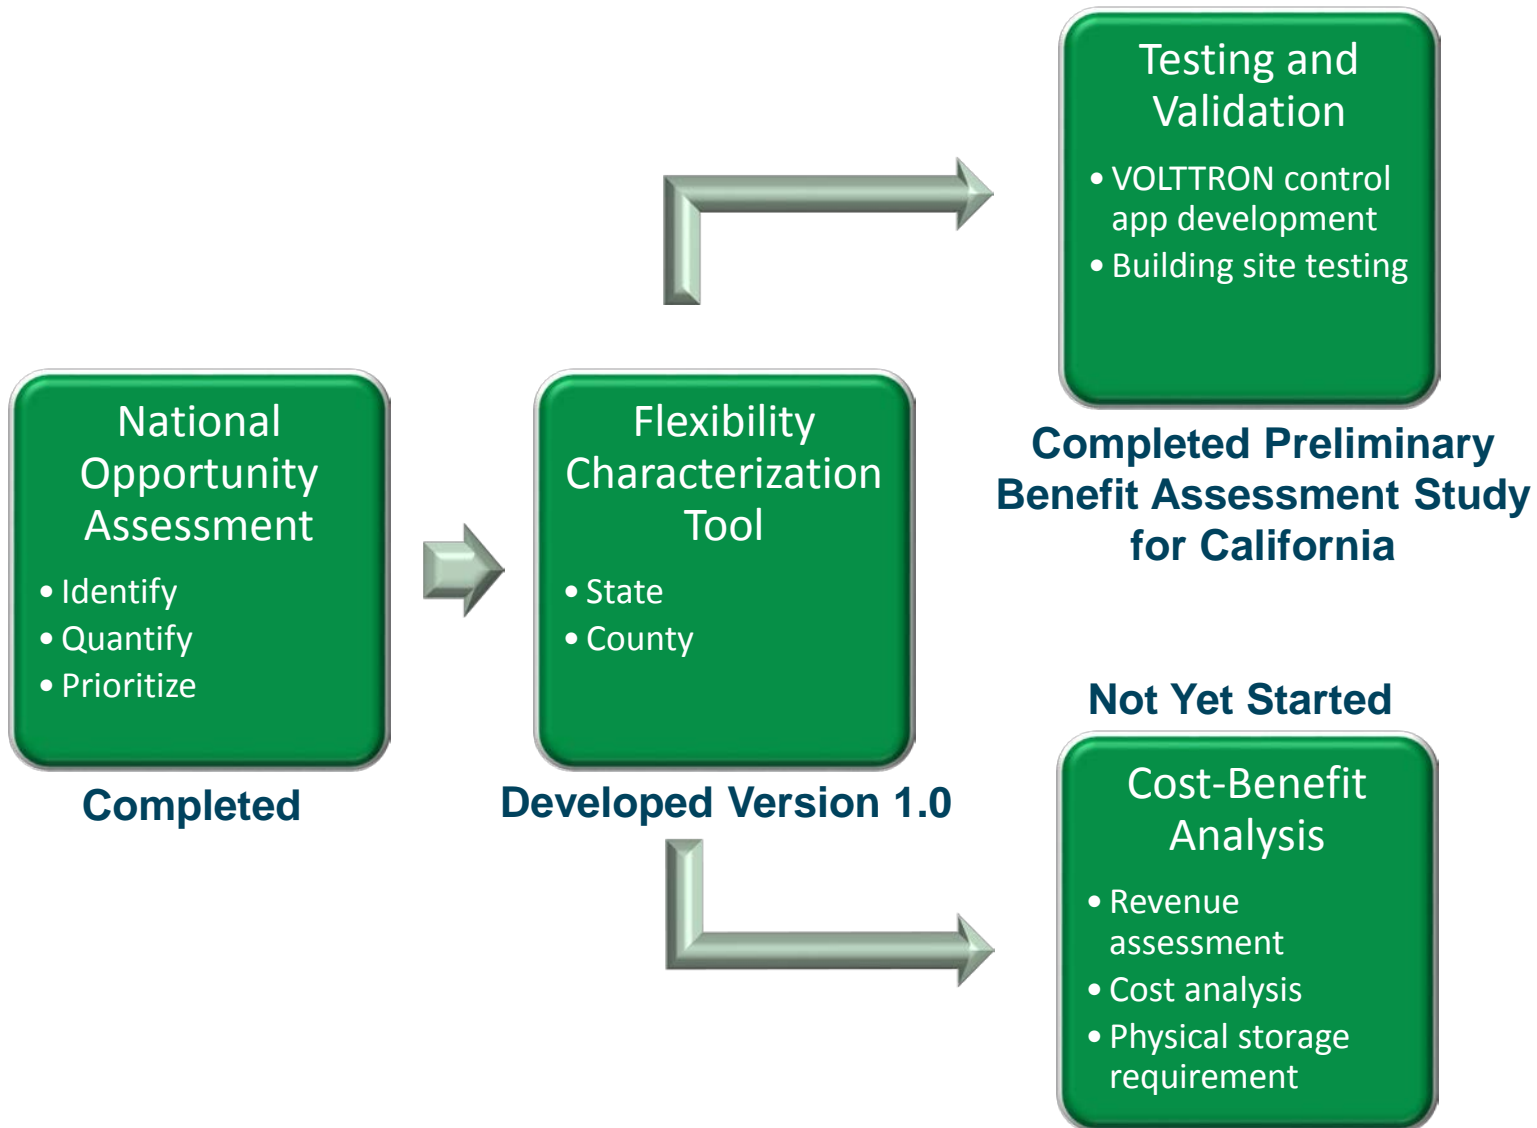 National
Opportunity
Assessment
• Identify
• Quantify
• Prioritize
Completed
Flexibility
Characterization
Tool
• State
• County
Developed Version 1.0
Testing and
Validation
• VOLTTRON control
app development
• Building site testing
Completed Preliminary
Benefit Assessment Study
for California
Not Yet Started
Cost-Benefit
Analysis
• Revenue
assessment
• Cost analysis
• Physical storage
requirement